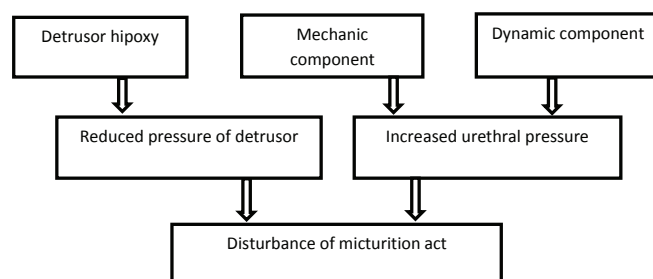 Detrusor hipoxy
Mechanic
component
Dynamic component
Reduced pressure of detrusor
Increased urethral pressure
Disturbance of micturition act